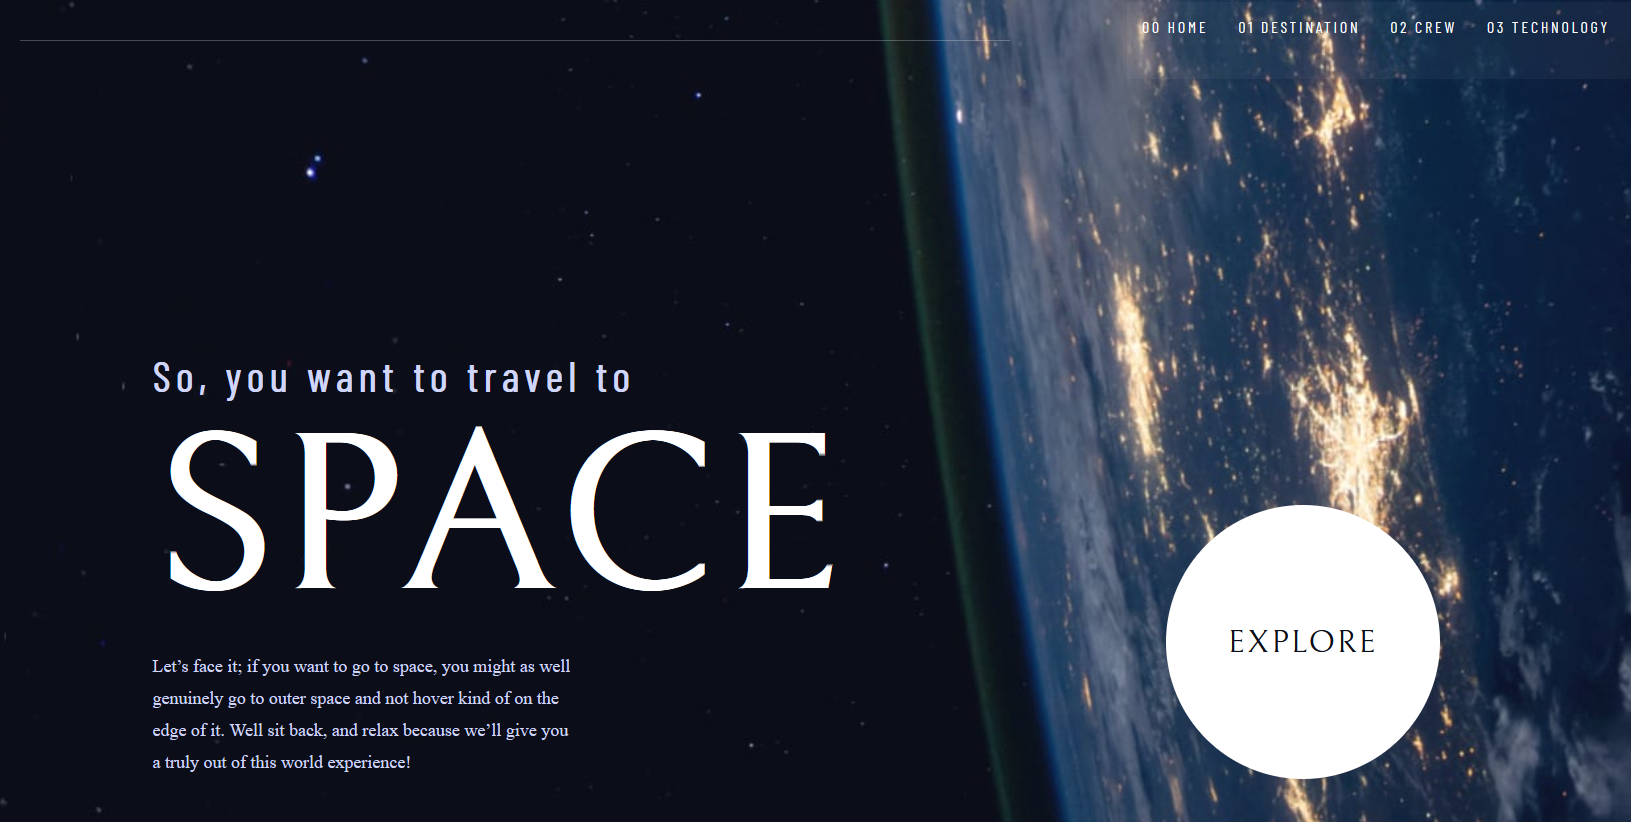 00 HOME 01 DESTINATION 02 CREW 03 TECHNOLOGY
So, you want to travel to
SPACE
Let’s face it; if you want to go to space, you might as well
genuinely go to outer space and not hover kind of on the
edge of it. Well sit back, and relax because we’ll give you
a truly out of this world experience!
EXPLORE